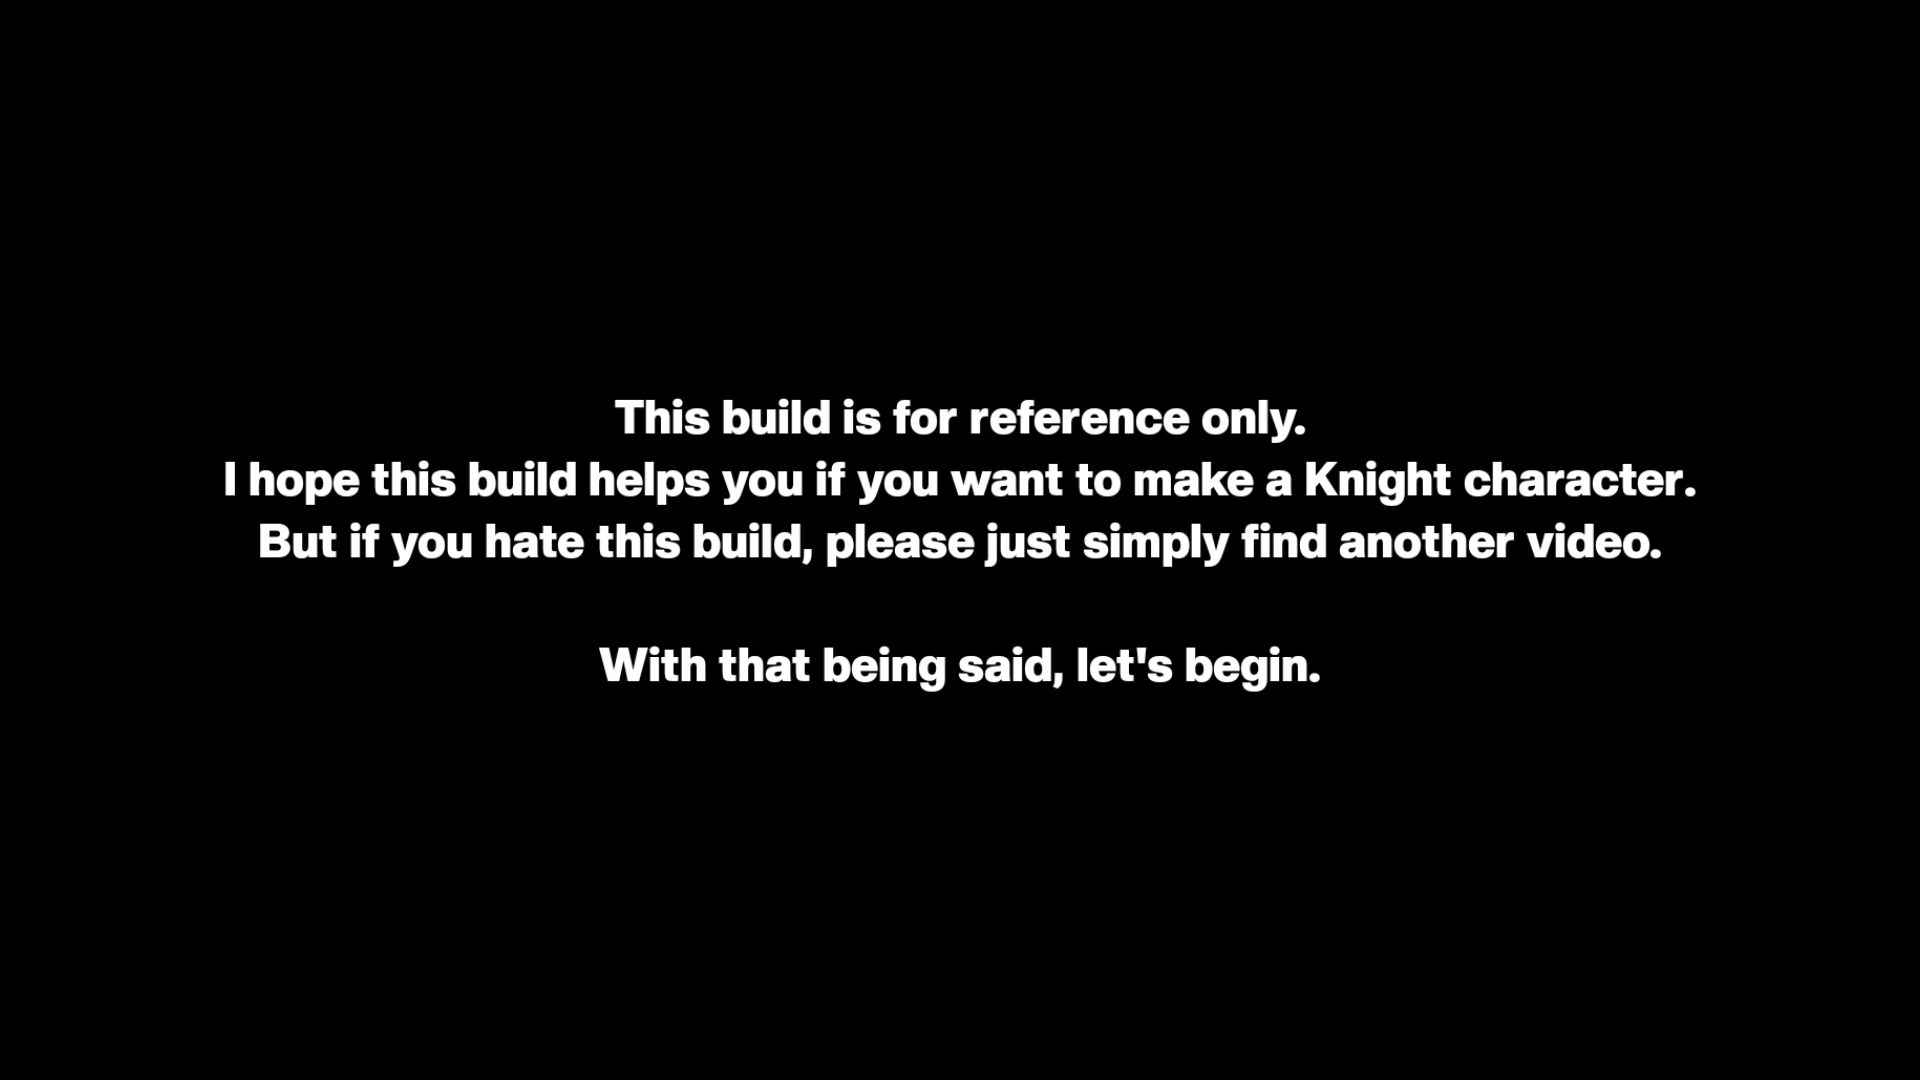 This build is for reference only.
I hope this build helps you if you want to make a Knight character.
But if you hate this build, please just simply find another video.
With that being said, let's begin.